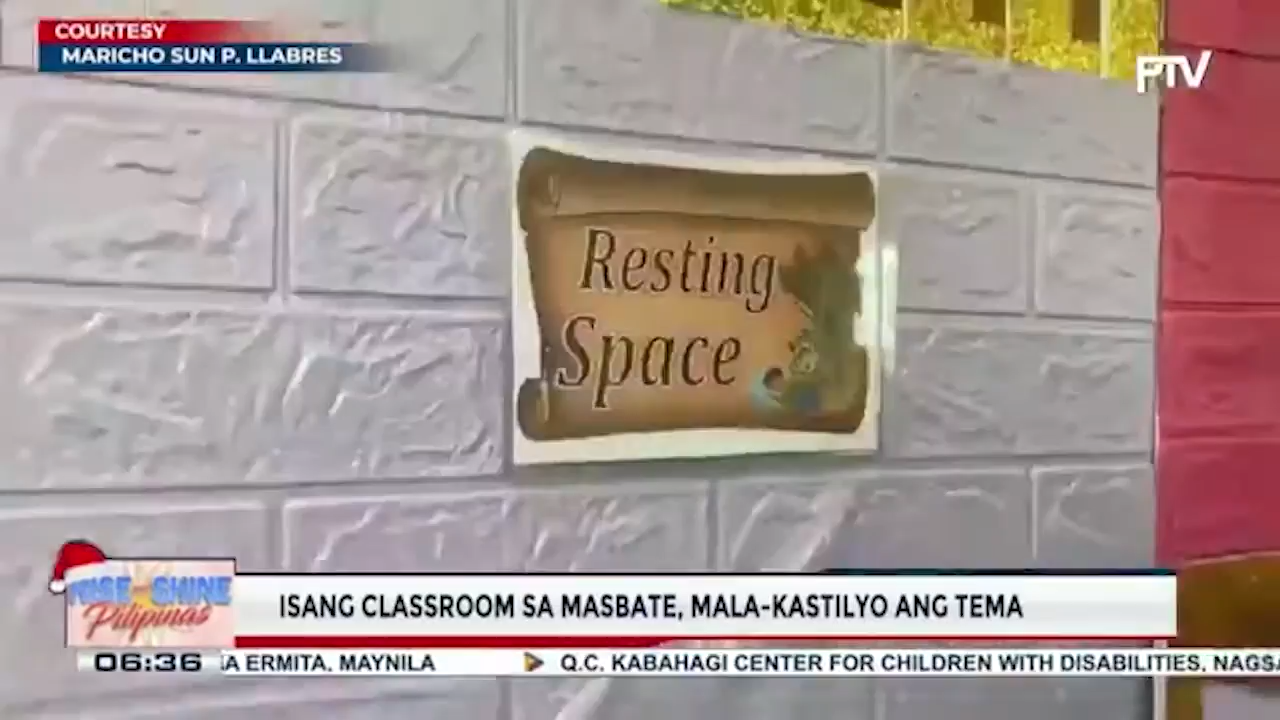 COURTESY
MARICHO SUN P. LLABRES
PTV
Resting
Space
RISE AND SHINE
Pilipinas
ISANG CLASSROOM SA MASBATE, MALA-KASTILYO ANG TEMA
06:36
A ERMITA, MAYNILA
Q.C. KABAHAGI CENTER FOR CHILDREN WITH DISABILITIES, NAGSA